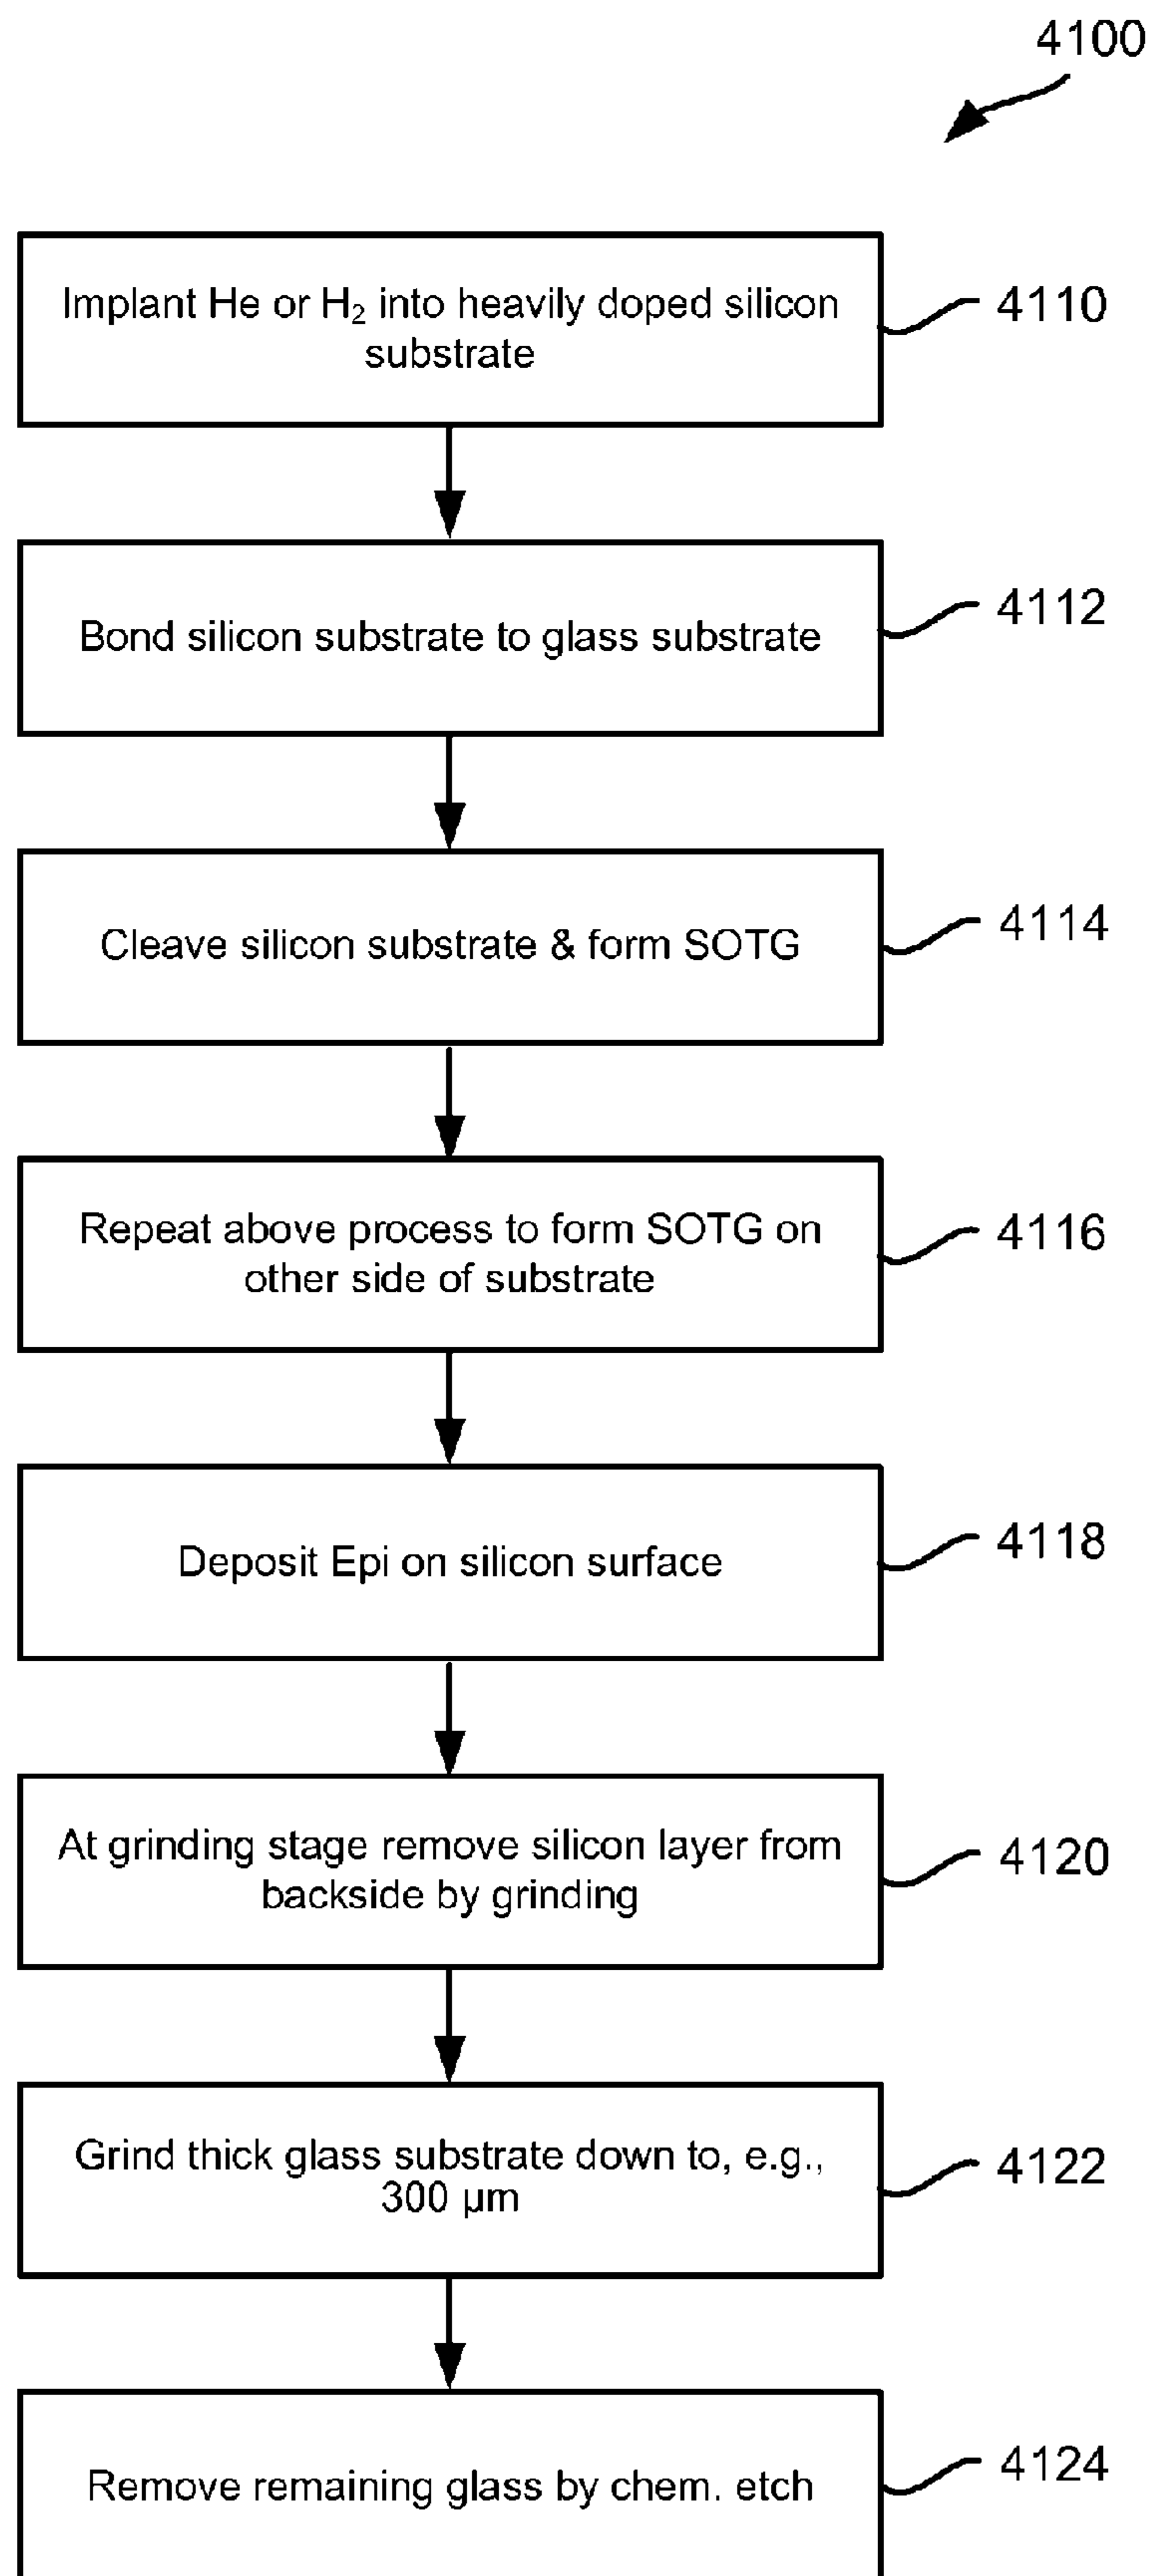 4100
Implant He or H₂ into heavily doped silicon
substrate
4110
Bond silicon substrate to glass substrate
4112
Cleave silicon substrate & form SOTG
4114
Repeat above process to form SOTG on
other side of substrate
4116
Deposit Epi on silicon surface
4118
At grinding stage remove silicon layer from
backside by grinding
4120
Grind thick glass substrate down to, e.g.,
300 µm
4122
Remove remaining glass by chem. etch
4124